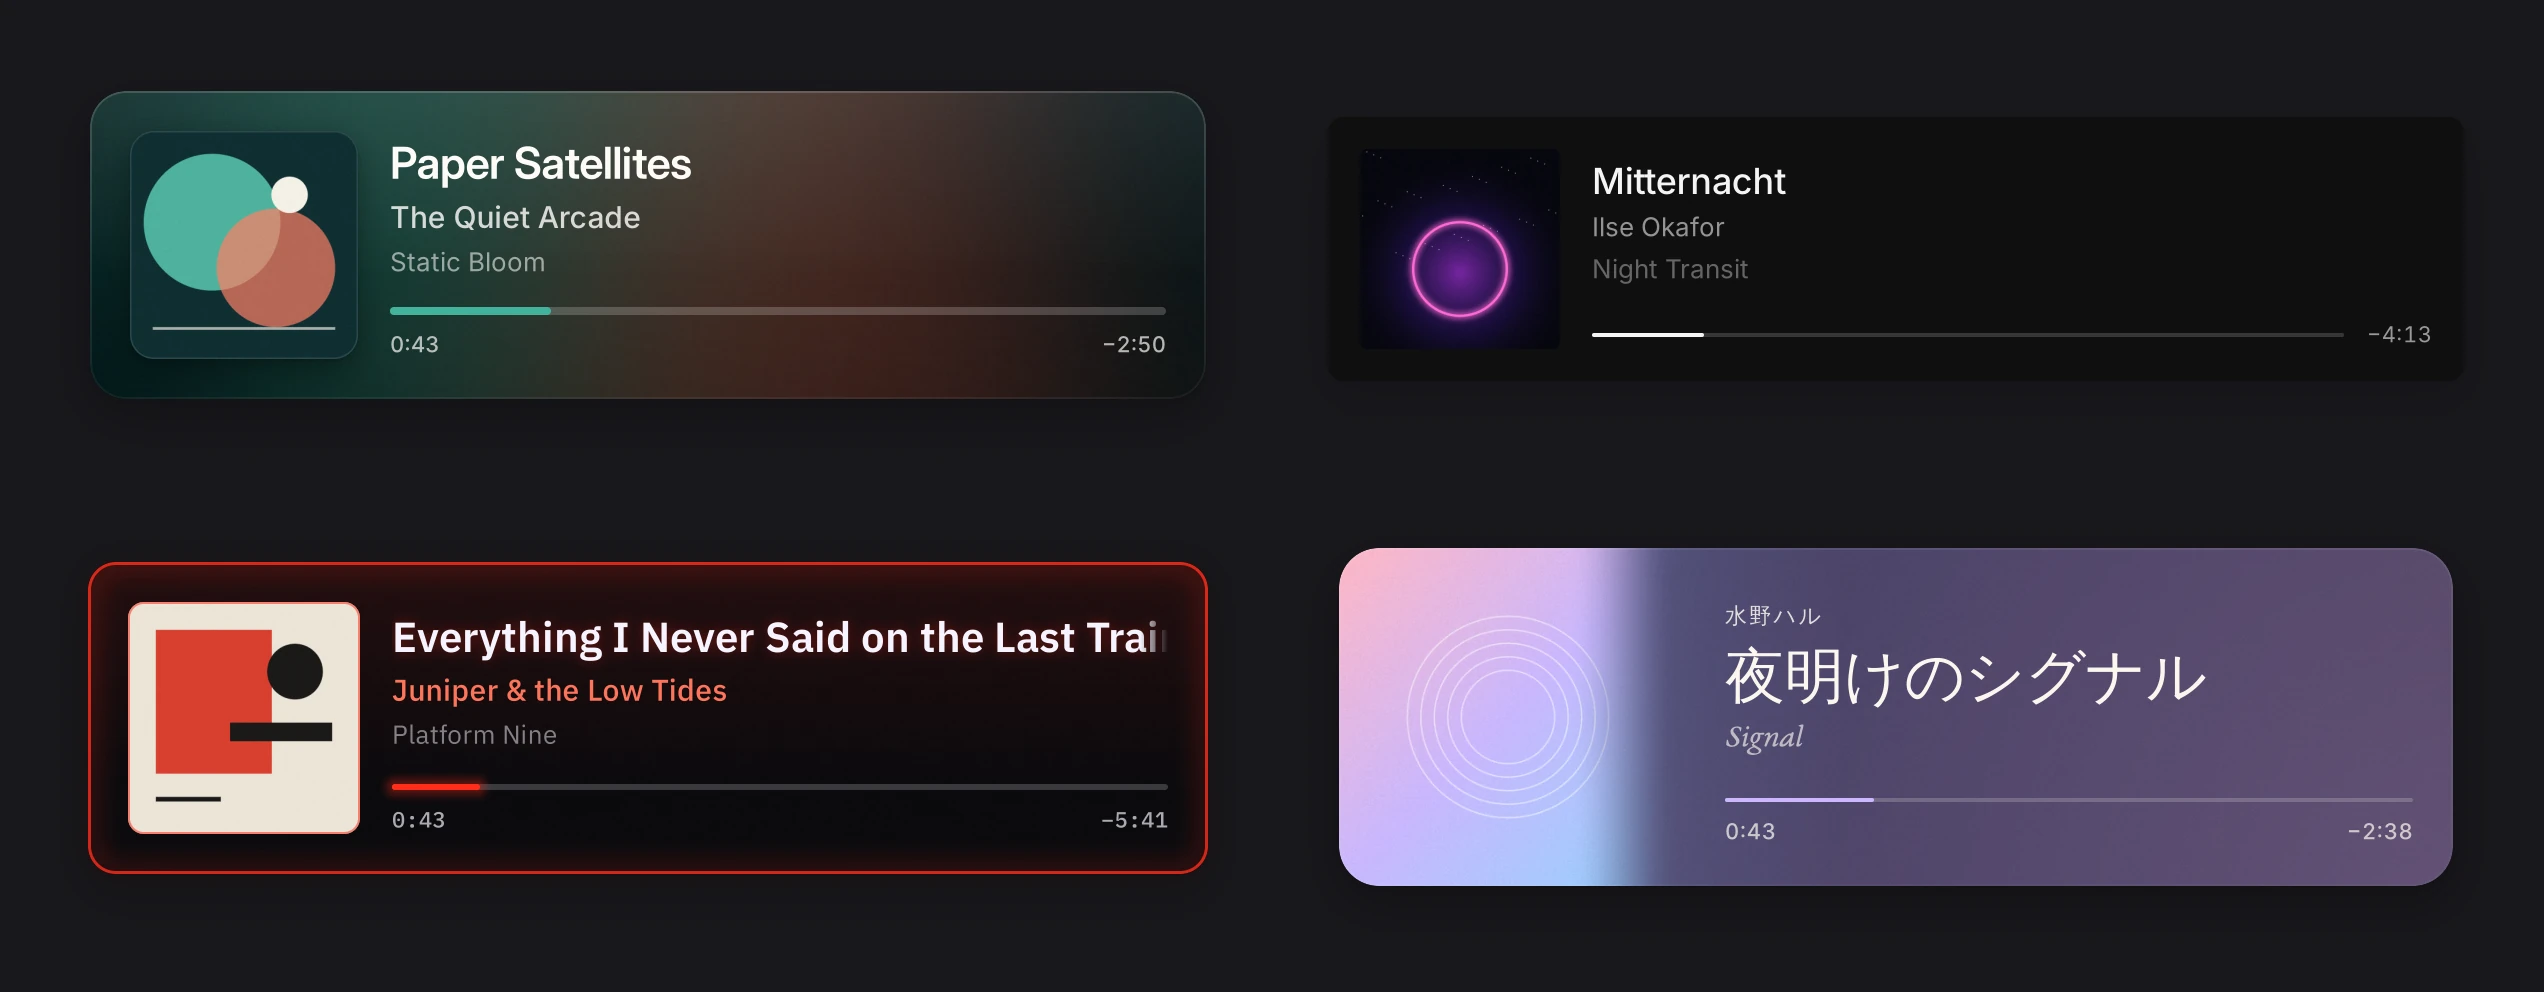 Paper Satellites
The Quiet Arcade
Static Bloom
0:43 −2:50
Mitternacht
Ilse Okafor
Night Transit
−4:13
Everything I Never Said on the Last
Juniper & the Low Tides
Platform Nine
0:43 −5:41
水野ハル
夜明けのシグナル
Signal
0:43 −2:38